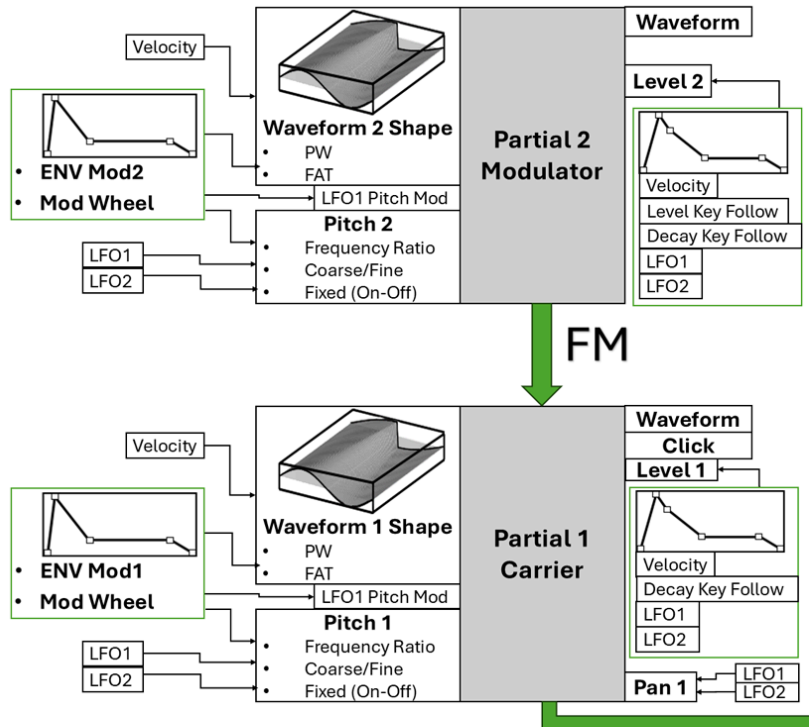 Waveform
Velocity
Level 2
Waveform 2 Shape
• PW
• FAT
Partial 2
Modulator
• ENV Mod2
• Mod Wheel
LFO1 Pitch Mod
Pitch 2
• Frequency Ratio
• Coarse/Fine
• Fixed (On-Off)
LFO1
LFO2
Velocity
Level Key Follow
Decay Key Follow
LFO1
LFO2
FM
Waveform
Click
Level 1
Velocity
Waveform 1 Shape
• PW
• FAT
Partial 1
Carrier
• ENV Mod1
• Mod Wheel
LFO1 Pitch Mod
Pitch 1
• Frequency Ratio
• Coarse/Fine
• Fixed (On-Off)
LFO1
LFO2
Velocity
Decay Key Follow
LFO1
LFO2
Pan 1
LFO1
LFO2